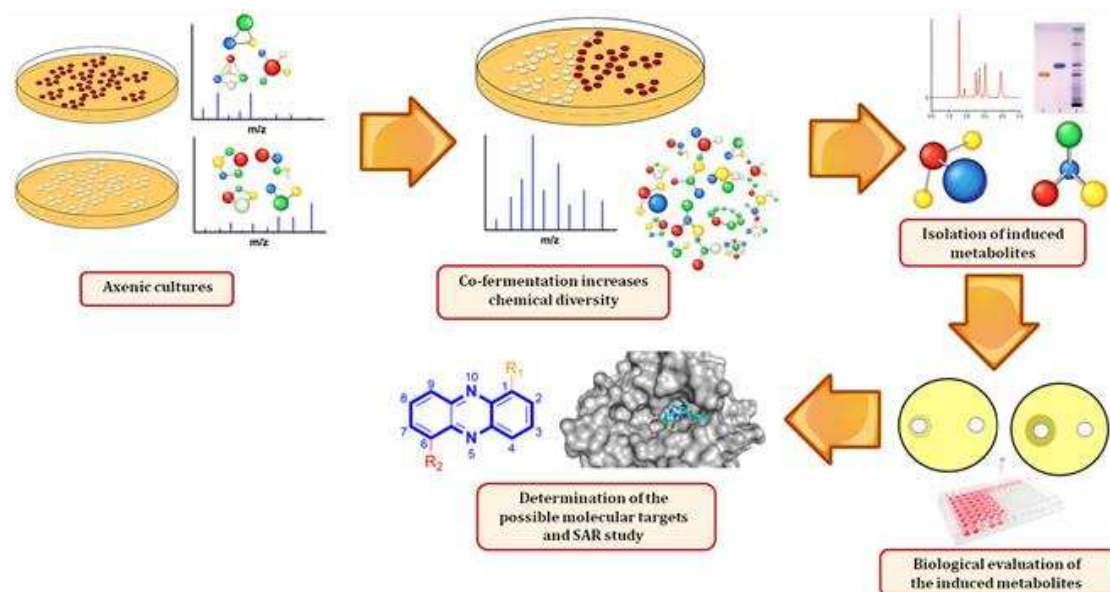 m/z
m/z
Axenic cultures
m/z
Co-fermentation increases
chemical diversity
Isolation of induced
metabolites
Biological evaluation of
the induced metabolites
R1
10
9
1
8
N
2
7
N
3
6
5
4
R2
Determination of the
possible molecular targets
and SAR study